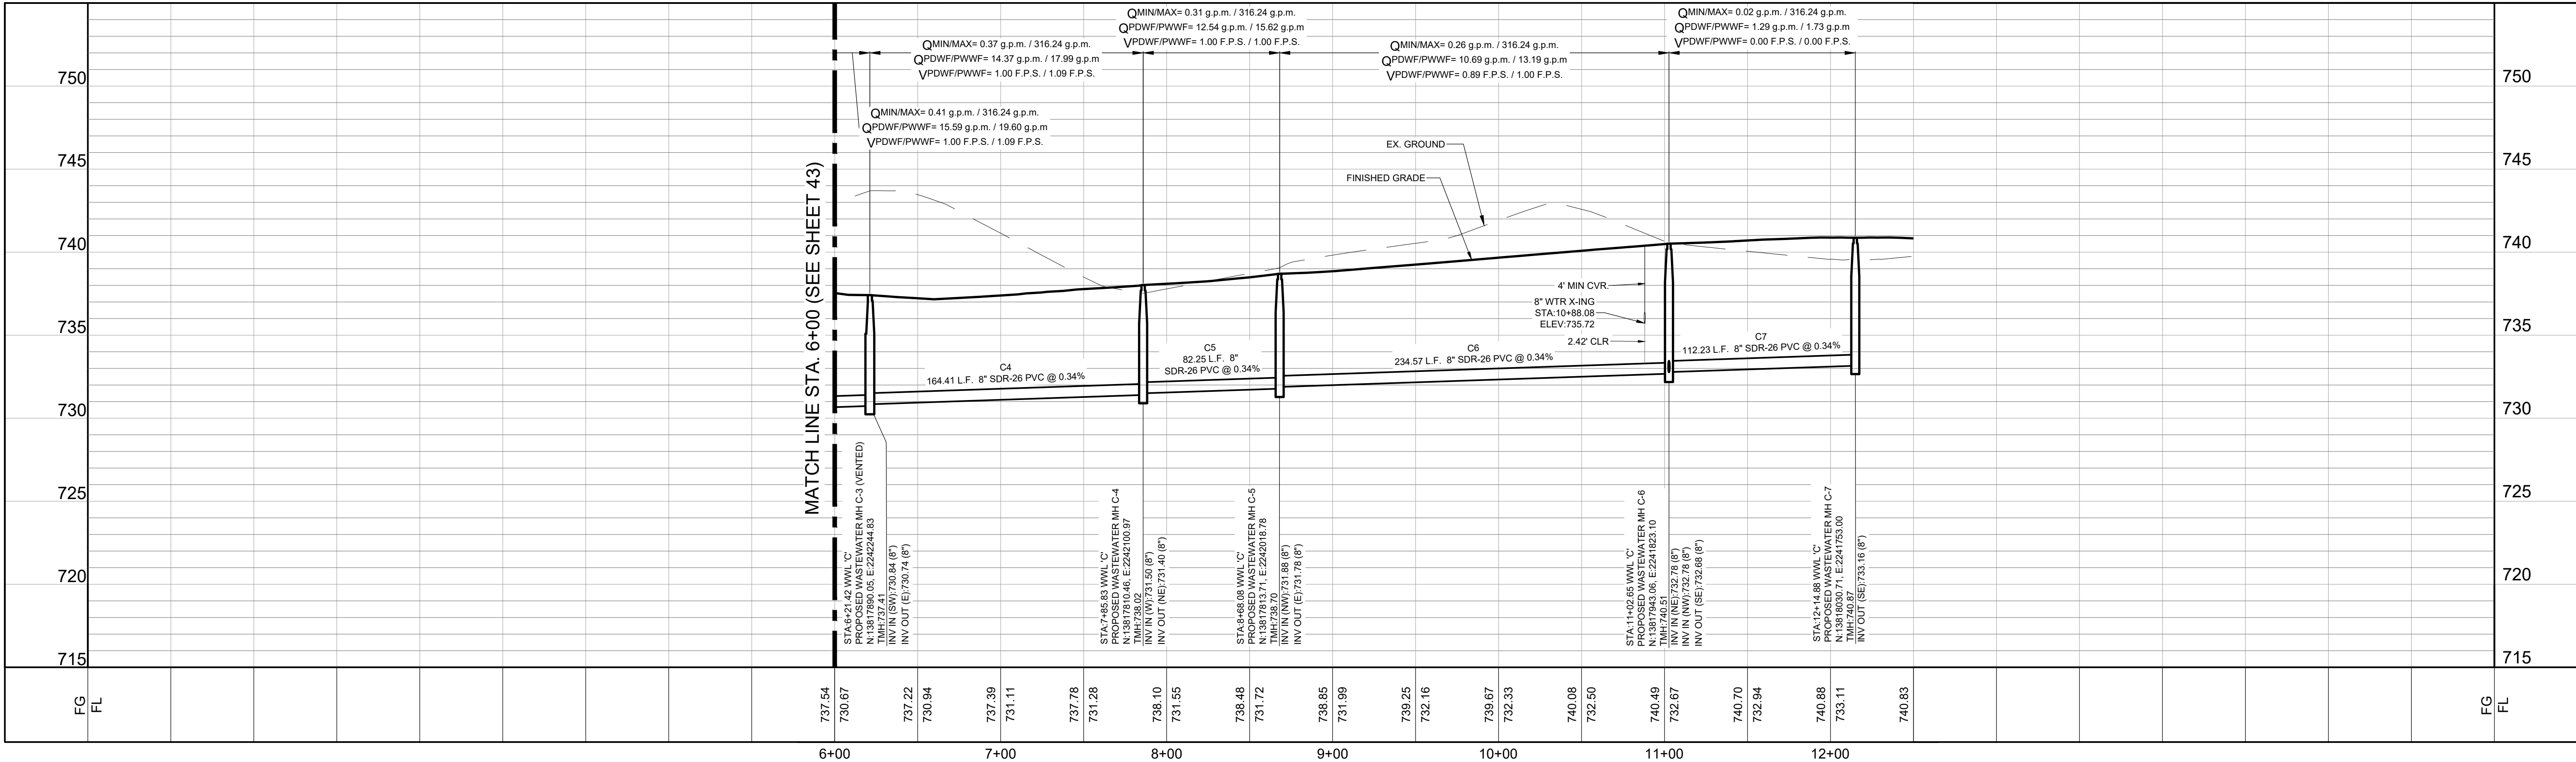 QMIN/MAX= 0.31 g.p.m. / 316.24 g.p.m.
QPDWF/PWWF= 12.54 g.p.m. / 15.62 g.p.m
VPDWF/PWWF= 1.00 F.P.S. / 1.00 F.P.S.
QMIN/MAX= 0.02 g.p.m. / 316.24 g.p.m.
QPDWF/PWWF= 1.29 g.p.m. / 1.73 g.p.m
VPDWF/PWWF= 0.00 F.P.S. / 0.00 F.P.S.
QMIN/MAX= 0.37 g.p.m. / 316.24 g.p.m.
QPDWF/PWWF= 14.37 g.p.m. / 17.99 g.p.m
VPDWF/PWWF= 1.00 F.P.S. / 1.09 F.P.S.
QMIN/MAX= 0.26 g.p.m. / 316.24 g.p.m.
QPDWF/PWWF= 10.69 g.p.m. / 13.19 g.p.m
VPDWF/PWWF= 0.89 F.P.S. / 1.00 F.P.S.
QMIN/MAX= 0.41 g.p.m. / 316.24 g.p.m.
QPDWF/PWWF= 15.59 g.p.m. / 19.60 g.p.m
VPDWF/PWWF= 1.00 F.P.S. / 1.09 F.P.S.
750
745
740
735
730
725
720
715
750
745
740
735
730
725
720
715
MATCH LINE STA. 6+00 (SEE SHEET 43)
EX. GROUND
FINISHED GRADE
4' MIN CVR.
8" WTR X-ING
STA:10+88.08
ELEV:735.72
2.42' CLR
C4
164.41 L.F. 8" SDR-26 PVC @ 0.34%
C5
82.25 L.F. 8"
SDR-26 PVC @ 0.34%
C6
234.57 L.F. 8" SDR-26 PVC @ 0.34%
C7
112.23 L.F. 8" SDR-26 PVC @ 0.34%
STA:6+21.42 WWL 'C'
PROPOSED WASTEWATER MH C-3 (VENTED)
N:13817890.05, E:2242244.83
TMH:737.41
INV IN (SW):730.84 (8")
INV OUT (E):730.74 (8")
STA:7+85.83 WWL 'C'
PROPOSED WASTEWATER MH C-4
N:13817810.46, E:2242100.97
TMH:738.02
INV IN (W):731.50 (8")
INV OUT (NE):731.40 (8")
STA:8+68.08 WWL 'C'
PROPOSED WASTEWATER MH C-5
N:13817813.71, E:2242018.78
TMH:738.70
INV IN (NW):731.88 (8")
INV OUT (E):731.78 (8")
STA:11+02.65 WWL 'C'
PROPOSED WASTEWATER MH C-6
N:13817943.06, E:2241823.10
TMH:740.51
INV IN (NE):732.78 (8")
INV IN (NW):732.78 (8")
INV OUT (SE):732.68 (8")
STA:12+14.88 WWL 'C'
PROPOSED WASTEWATER MH C-7
N:13818030.71, E:2241753.00
TMH:740.87
INV OUT (SE):733.16 (8")
FG
FL
737.54
730.67
737.22
730.94
737.39
731.11
737.78
731.28
738.10
731.55
738.48
731.72
738.85
731.99
739.25
732.16
739.67
732.33
740.08
732.50
740.49
732.67
740.70
732.94
740.88
733.11
740.83
FG
FL
6+00
7+00
8+00
9+00
10+00
11+00
12+00